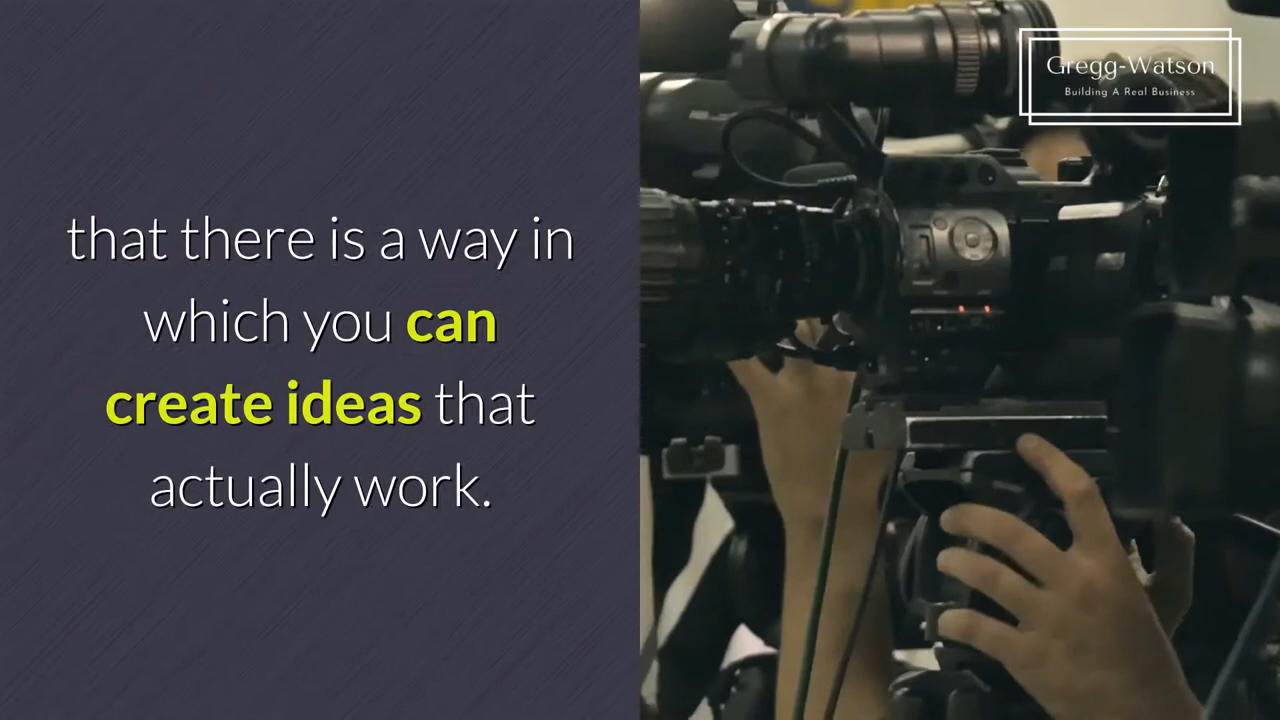 that there is a way in
which you can
create ideas that
actually work.
Gregg-Watson
Building A Real Business